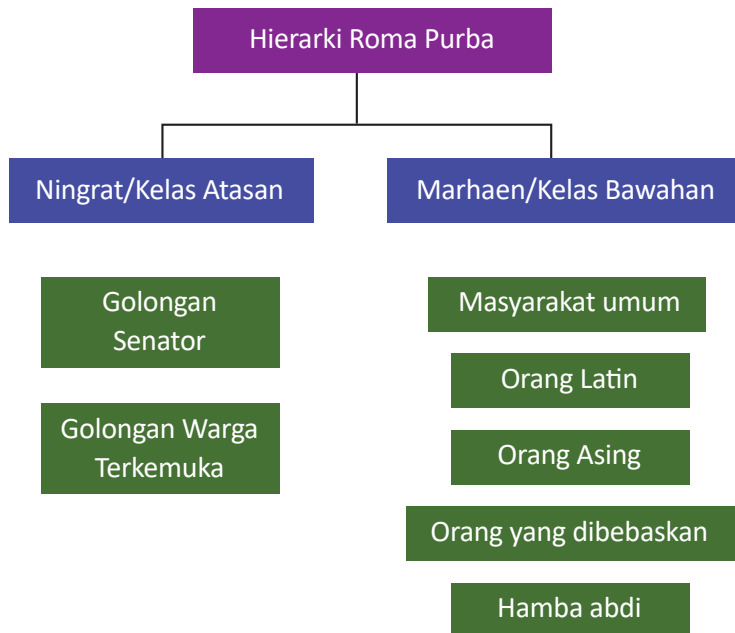 Hierarki Roma Purba
Ningrat/Kelas Atasan
Golongan
Senator
Golongan Warga
Terkemuka
Marhaen/Kelas Bawahan
Masyarakat umum
Orang Latin
Orang Asing
Orang yang dibebaskan
Hamba abdi